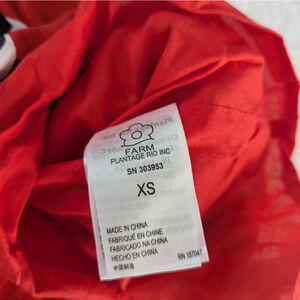 FARM
PLANTAGE RIO INC
SN 303953
XS
MADE IN CHINA
FABRIQUÉ EN CHINE
FABRICADO NA CHINA
HECHO EN CHINA
中国制造
RN 157047